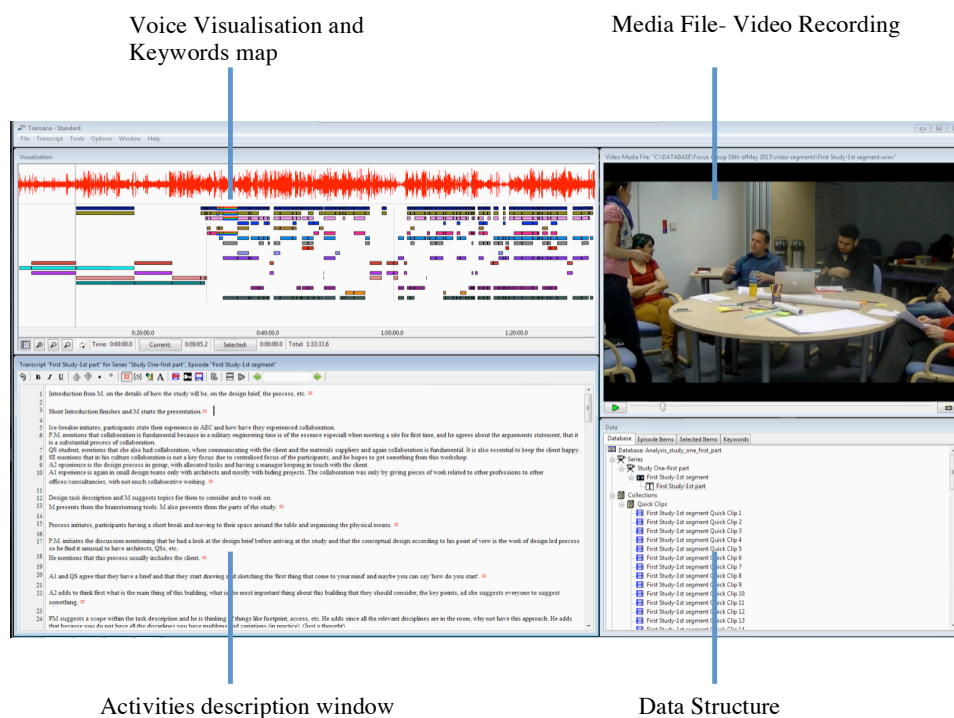 Voice Visualisation and
Keywords map
Media File- Video Recording
Transana - Standard
File Transcript Tools Options Window Help
Visualization
Video Media File: "C:\DATABASE\Focus Group 16th ofMay 2013\video segments\First Study-1st segment.wmv"
0:20:00.0 0:40:00.0 1:00:00.0 1:20:00.0
Time: 0:00:00.0 Current: 0:09:05.2 Selected: 0:00:00.0 Total: 1:33:33.6
Transcript "First Study-1st part" for Series "Study One-first part", Episode "First Study-1st segment"
B I U
1 Introduction from M. on the details of how the study will be, on the design brief, the process, etc. ¤
2
3 Short Introduction finishes and M starts the presentation ¤
4
5 Ice-breaker initiates, participants state their experience in AEC and how have they experienced collaboration.
6 P.M. mentions that collaboration is fundamental because in a military engineering time is of the essence especiall when meeting a site for first time, and he agrees about the arguements statement, that it
is a substantial process of collaboration.
7 QS student, mentions that she also had collaboration, when communicating with the client and the materials suppliers and again collaboration is fundamental. It is also essential to keep the client happy.
8 SE mentions that in his culture collaboration is not a key focus due to centralised focus of the participants, and he hopes to get something from this workshop.
9 A2 experience is the design process in group, with allocated tasks and having a manager keeping in touch with the client.
10 A1 experience is again in small design teams only with architects and mostly with biding projects. The collaboration was only by giving pieces of work related to other professions to other
offices/consultancies, with not much collaborative working. ¤
11
12 Design task description and M suggests topics for them to consider and to work on.
13 M presents them the brainstorming tools. M also presents them the parts of the study. ¤
14
15 Process initiates, participants having a short break and moving to their space around the table and organising the physical means. ¤
16
17 P.M. initiates the discussion mentioning that he had a look at the design brief before arriving at the study and that the conceptual design according to his point of view is the work of design led process
so he find it unusual to have architects, QSs, etc.
18 He mentions that this process usually includes the client. ¤
19
20 A1 and QS agree that they have a brief and that they start drawing and sketching the 'first thing that come to your mind' and maybe you can say 'how do you start'. ¤
21
22 A2 adds to think first what is the main thing of this building, what is the most important thing about this building that they should consider, the key points, ad she suggests everyone to suggest
something. ¤
23
24 PM suggests a scope within the task description and he is thinking of things like footprint, access, etc. He adds since all the relevant disciplines are in the room, why not have this approach. He adds
that because you do not have all the disciplines you have problems and variations (in practice). (Just a thought)
Data
Database Episode Items Selected Items Keywords
Database: Analysis_study_one_first_part
Series
Study One-first part
First Study-1st segment
First Study-1st part
Collections
Quick Clips
First Study-1st segment Quick Clip 1
First Study-1st segment Quick Clip 2
First Study-1st segment Quick Clip 3
First Study-1st segment Quick Clip 4
First Study-1st segment Quick Clip 5
First Study-1st segment Quick Clip 6
First Study-1st segment Quick Clip 7
First Study-1st segment Quick Clip 8
First Study-1st segment Quick Clip 9
First Study-1st segment Quick Clip 10
First Study-1st segment Quick Clip 11
First Study-1st segment Quick Clip 12
First Study-1st segment Quick Clip 13
First Study-1st segment Quick Clip 14
Activities description window
Data Structure